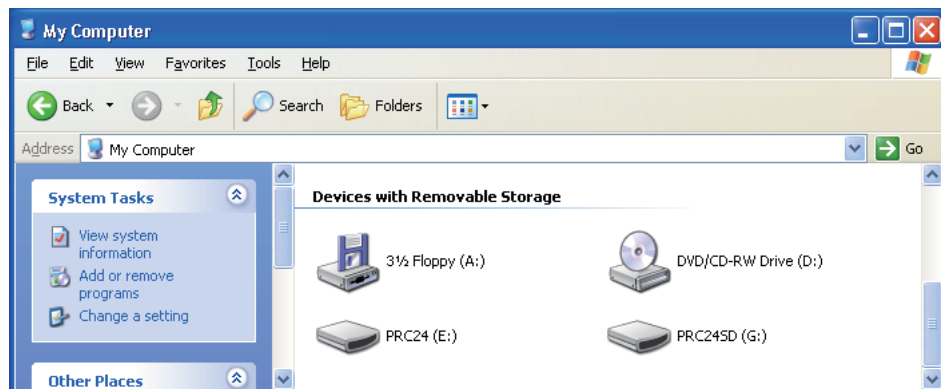 My Computer
File Edit View Favorites Tools Help
Back Search Folders
Address My Computer Go
System Tasks
View system
information
Add or remove
programs
Change a setting
Other Places
Devices with Removable Storage
3½ Floppy (A:) DVD/CD-RW Drive (D:)
PRC24 (E:) PRC24SD (G:)